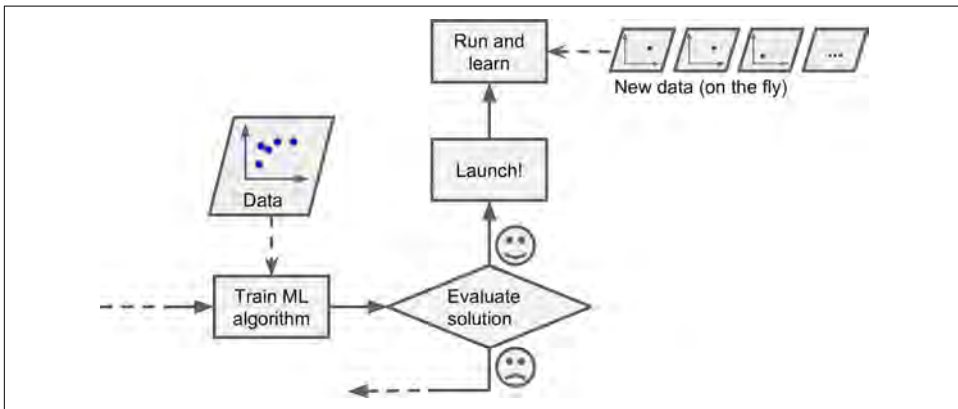 Run and
learn
...
New data (on the fly)
Launch!
Data
Train ML
algorithm
Evaluate
solution